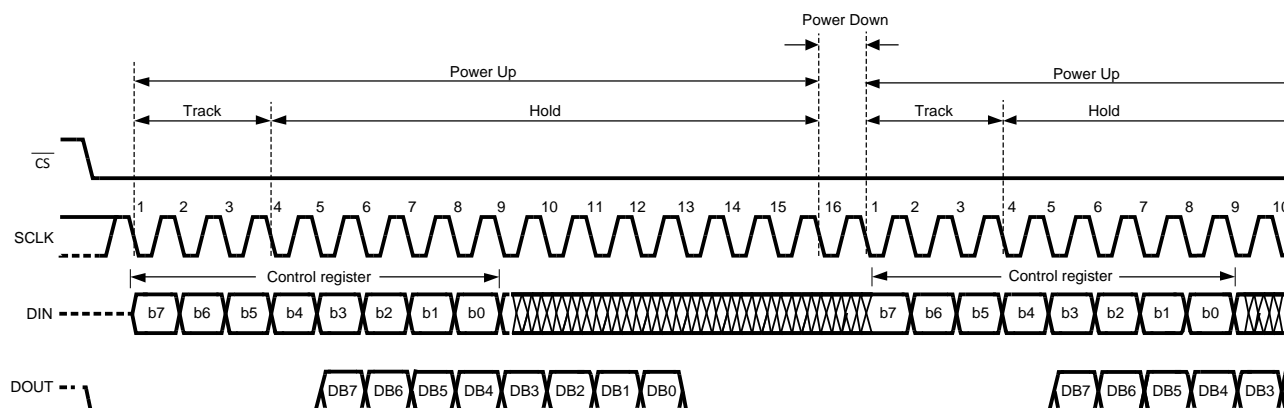 Power Down
Power Up
Power Up
Track
Hold
Track
Hold
CS
1 2 3 4 5 6 7 8 9 10 11 12 13 14 15 16 1 2 3 4 5 6 7 8 9 10
SCLK
Control register
Control register
DIN
b7 b6 b5 b4 b3 b2 b1 b0
b7 b6 b5 b4 b3 b2 b1 b0
DOUT
DB7 DB6 DB5 DB4 DB3 DB2 DB1 DB0
DB7 DB6 DB5 DB4 DB3